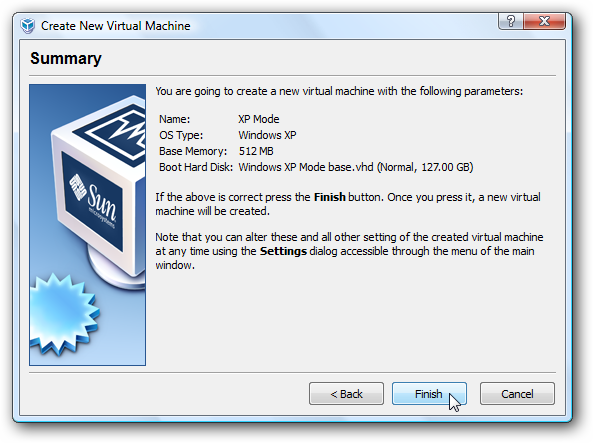 Create New Virtual Machine
Summary
You are going to create a new virtual machine with the following parameters:
Name: XP Mode
OS Type: Windows XP
Base Memory: 512 MB
Boot Hard Disk: Windows XP Mode base.vhd (Normal, 127.00 GB)
If the above is correct press the Finish button. Once you press it, a new virtual
machine will be created.
Note that you can alter these and all other setting of the created virtual machine
at any time using the Settings dialog accessible through the menu of the main
window.
Sun
microsystems
< Back
Finish
Cancel